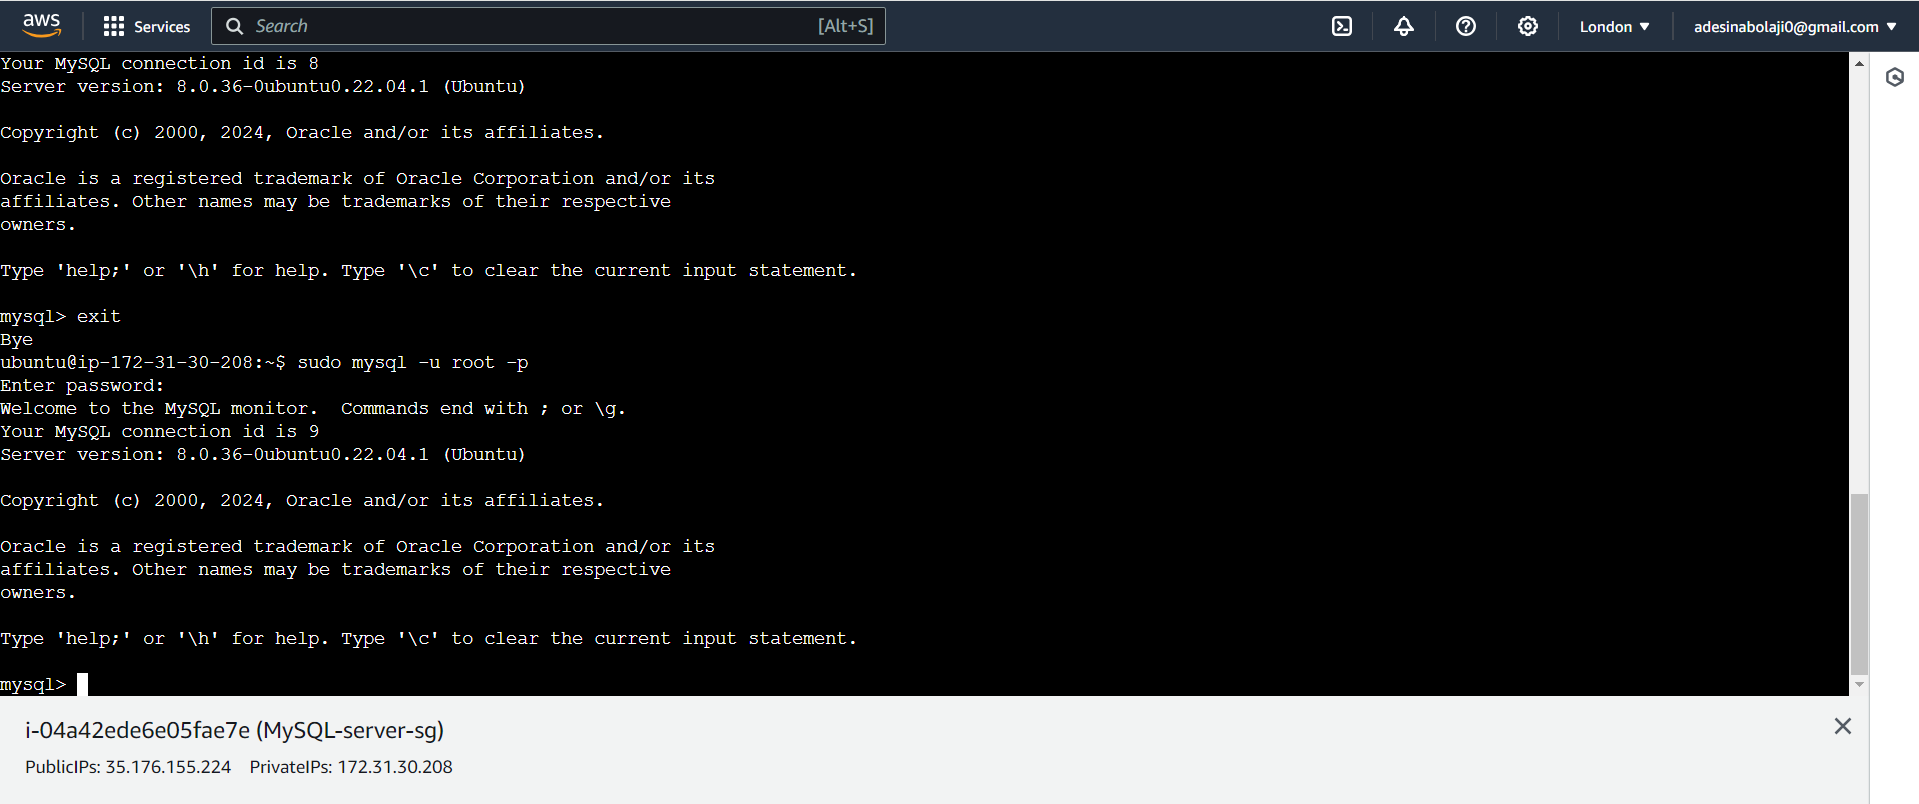 aws
Services
Search
[Alt+S]
London
adesinabolaji0@gmail.com
Your MySQL connection id is 8
Server version: 8.0.36-0ubuntu0.22.04.1 (Ubuntu)
Copyright (c) 2000, 2024, Oracle and/or its affiliates.
Oracle is a registered trademark of Oracle Corporation and/or its
affiliates. Other names may be trademarks of their respective
owners.
Type 'help;' or '\h' for help. Type '\c' to clear the current input statement.
mysql> exit
Bye
ubuntu@ip-172-31-30-208:~$ sudo mysql -u root -p
Enter password:
Welcome to the MySQL monitor.  Commands end with ; or \g.
Your MySQL connection id is 9
Server version: 8.0.36-0ubuntu0.22.04.1 (Ubuntu)
Copyright (c) 2000, 2024, Oracle and/or its affiliates.
Oracle is a registered trademark of Oracle Corporation and/or its
affiliates. Other names may be trademarks of their respective
owners.
Type 'help;' or '\h' for help. Type '\c' to clear the current input statement.
mysql>
i-04a42ede6e05fae7e (MySQL-server-sg)
PublicIPs: 35.176.155.224 PrivateIPs: 172.31.30.208